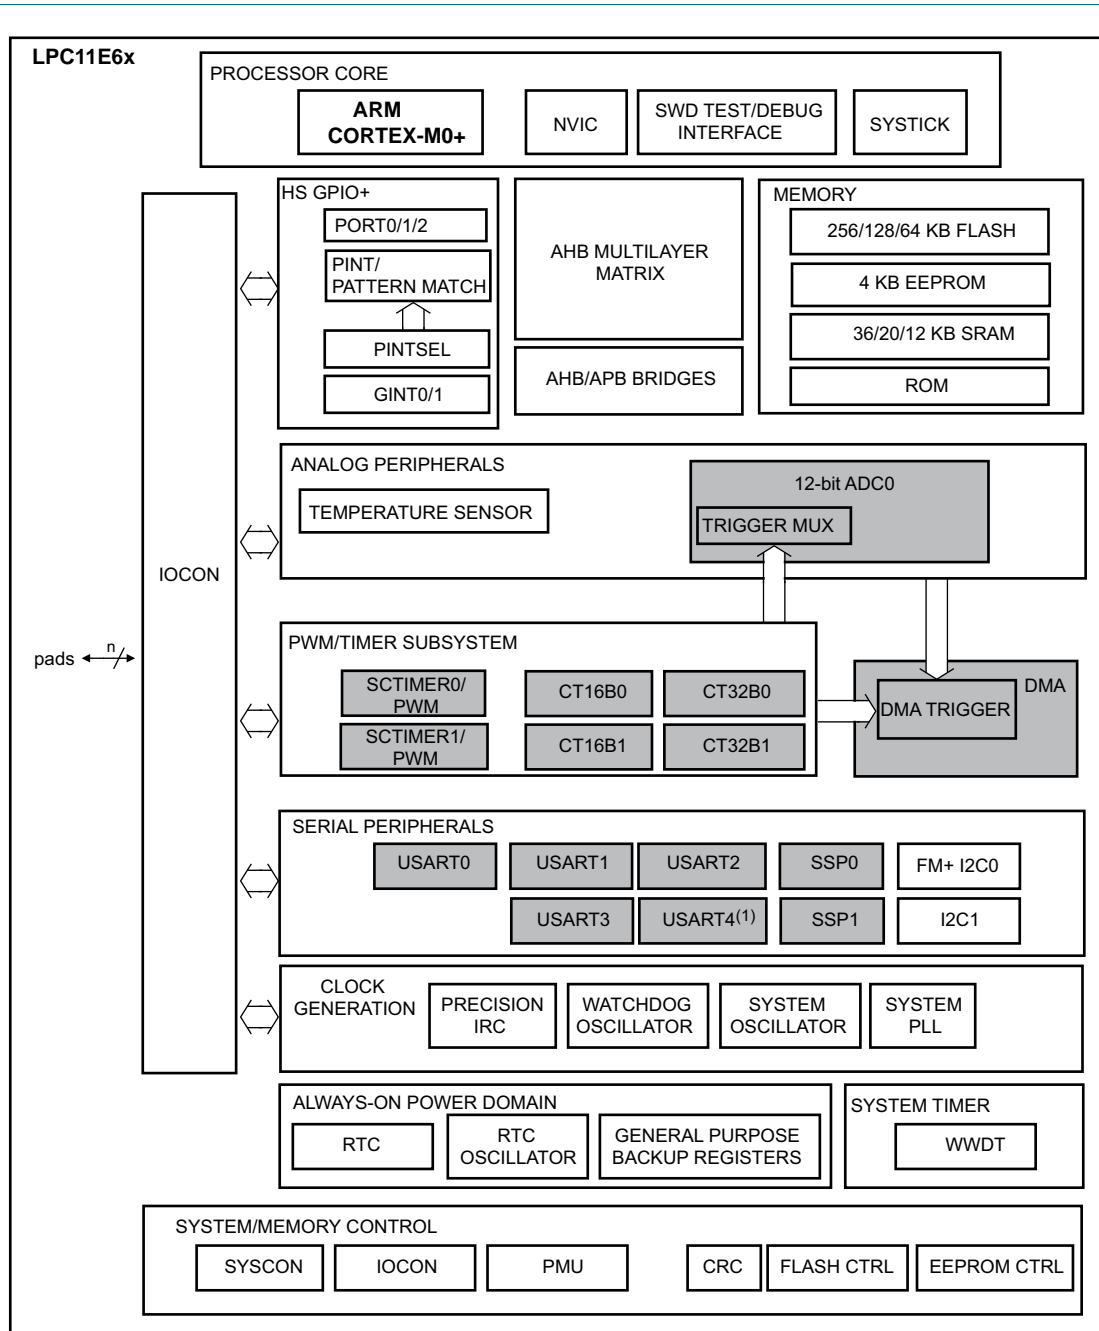 LPC11E6x
PROCESSOR CORE
ARM
CORTEX-M0+
NVIC
SWD TEST/DEBUG
INTERFACE
SYSTICK
HS GPIO+
PORT0/1/2
PINT/
PATTERN MATCH
PINTSEL
GINT0/1
AHB MULTILAYER
MATRIX
AHB/APB BRIDGES
MEMORY
256/128/64 KB FLASH
4 KB EEPROM
36/20/12 KB SRAM
ROM
IOCON
pads
n
ANALOG PERIPHERALS
TEMPERATURE SENSOR
12-bit ADC0
TRIGGER MUX
PWM/TIMER SUBSYSTEM
SCTIMER0/
PWM
CT16B0
CT32B0
SCTIMER1/
PWM
CT16B1
CT32B1
DMA
DMA TRIGGER
SERIAL PERIPHERALS
USART0
USART1
USART2
SSP0
FM+ I2C0
USART3
USART4(1)
SSP1
I2C1
CLOCK
GENERATION
PRECISION
IRC
WATCHDOG
OSCILLATOR
SYSTEM
OSCILLATOR
SYSTEM
PLL
ALWAYS-ON POWER DOMAIN
RTC
RTC
OSCILLATOR
GENERAL PURPOSE
BACKUP REGISTERS
SYSTEM TIMER
WWDT
SYSTEM/MEMORY CONTROL
SYSCON
IOCON
PMU
CRC
FLASH CTRL
EEPROM CTRL